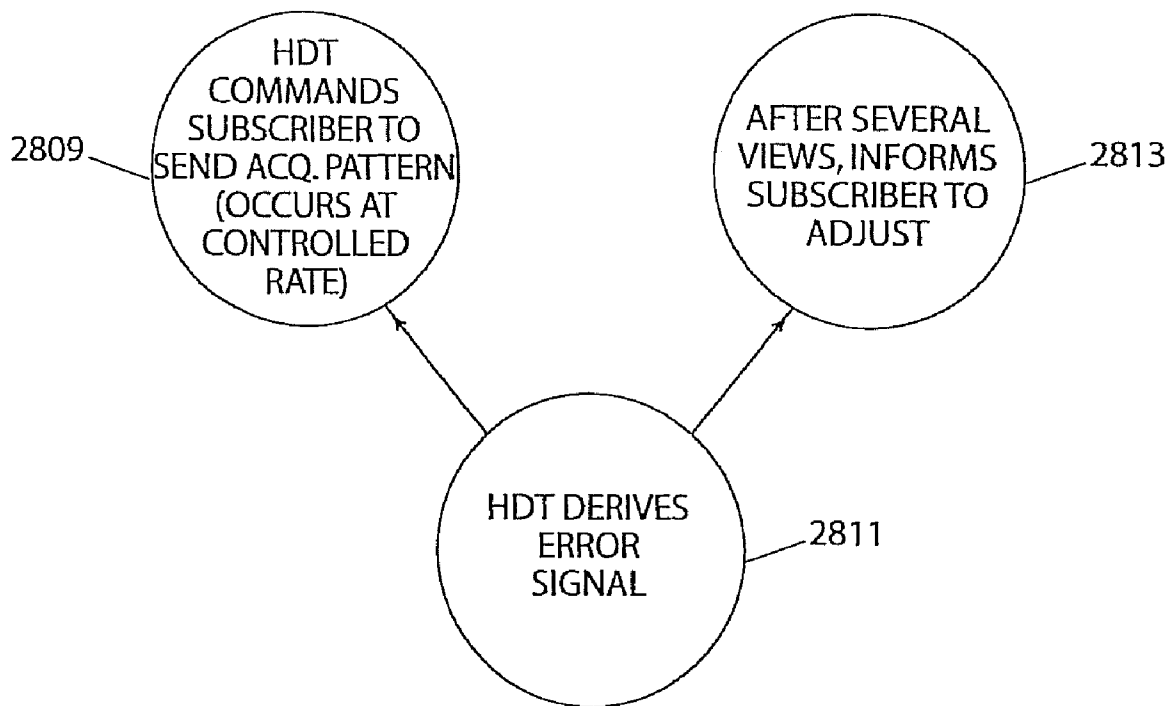 2809
HDT
COMMANDS
SUBSCRIBER TO
SEND ACQ. PATTERN
(OCCURS AT
CONTROLLED
RATE)
AFTER SEVERAL
VIEWS, INFORMS
SUBSCRIBER TO
ADJUST
2813
HDT DERIVES
ERROR
SIGNAL
2811